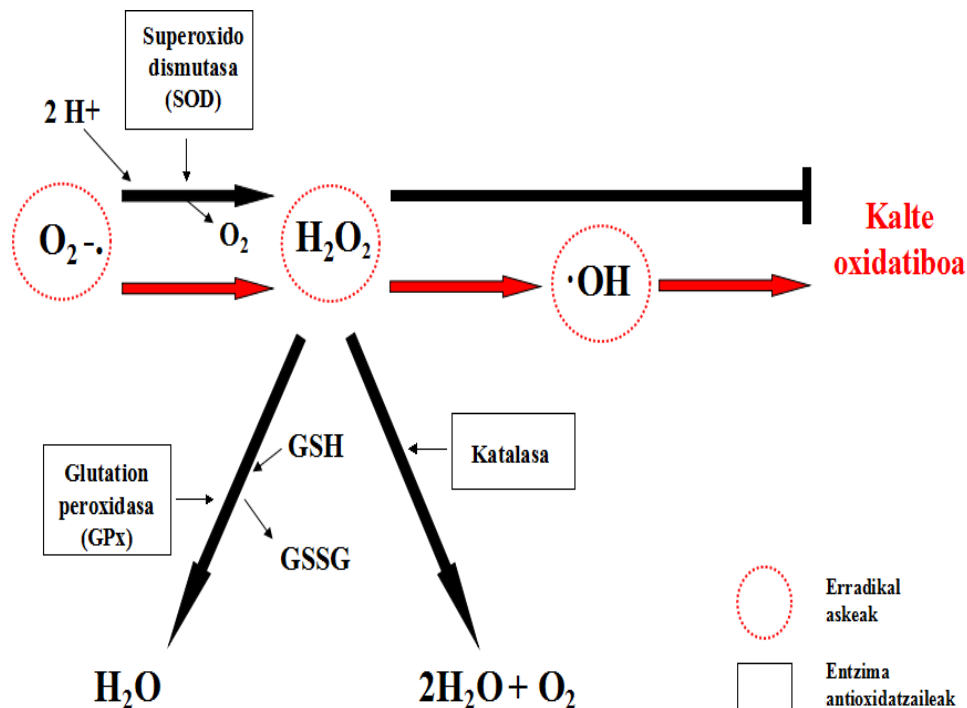 Superoxido
dismutasa
(SOD)
2 H+
O₂-.
O₂
H₂O₂
·OH
Kalte
oxidatiboa
Glutation
peroxidasa
(GPx)
GSH
GSSG
Katalasa
H₂O
2H₂O + O₂
Erradikal
askeak
Entzima
antioxidatzaileak